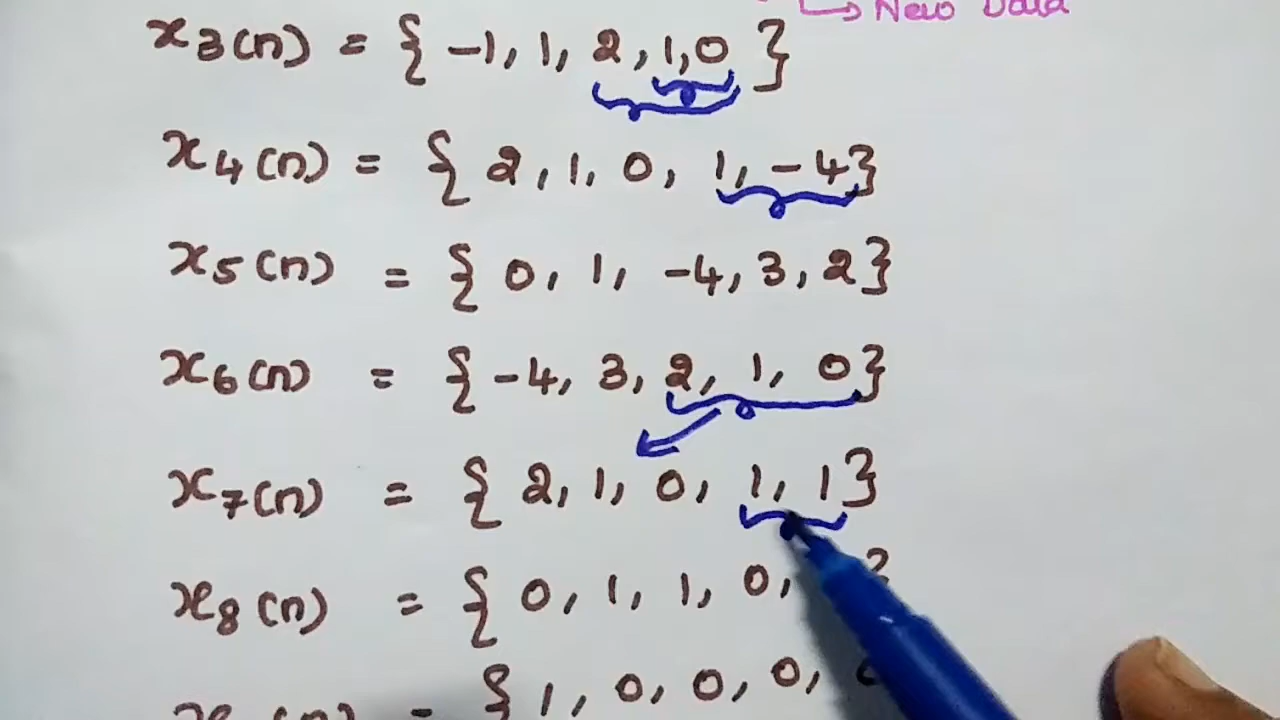 New Data
x3(n) = { -1, 1, 2, 1, 0 }
x4(n) = { 2, 1, 0, 1, -4}
x5(n) = { 0, 1, -4, 3, 2}
x6(n) = { -4, 3, 2, 1, 0}
x7(n) = { 2, 1, 0, 1, 1}
x8(n) = { 0, 1, 1, 0, }
(n) = { 1, 0, 0, 0,